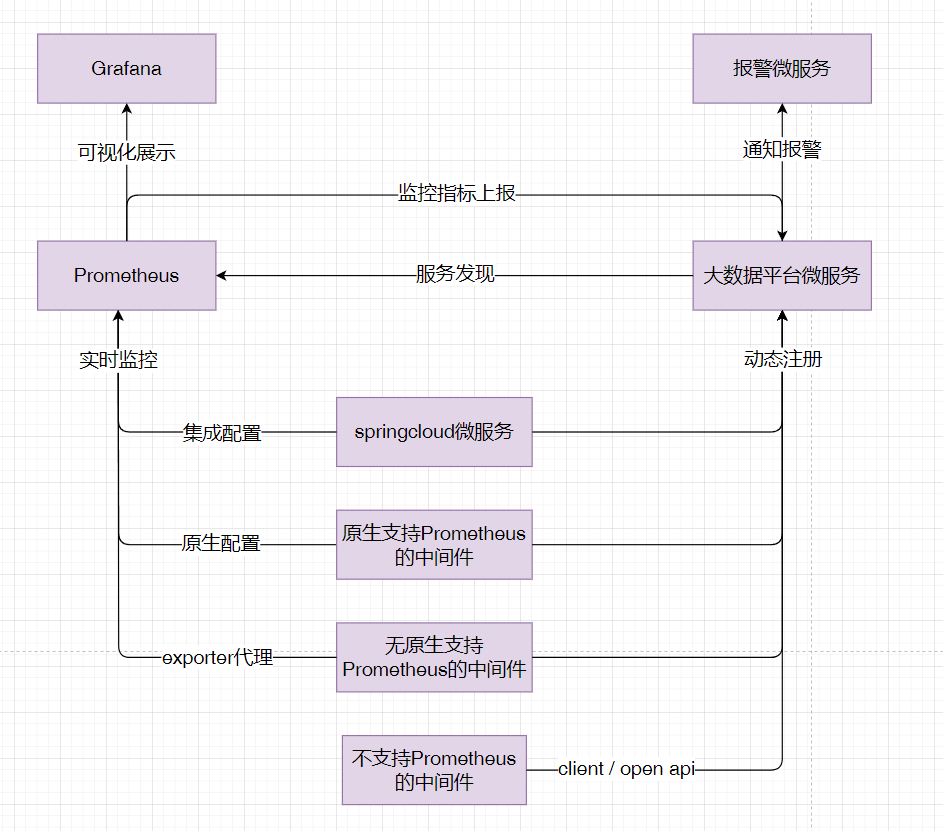 Grafana
报警微服务
可视化展示
通知报警
监控指标上报
Prometheus
服务发现
大数据平台微服务
实时监控
动态注册
集成配置
springcloud微服务
原生配置
原生支持Prometheus
的中间件
exporter代理
无原生支持
Prometheus的中间件
不支持Prometheus
的中间件
client / open api